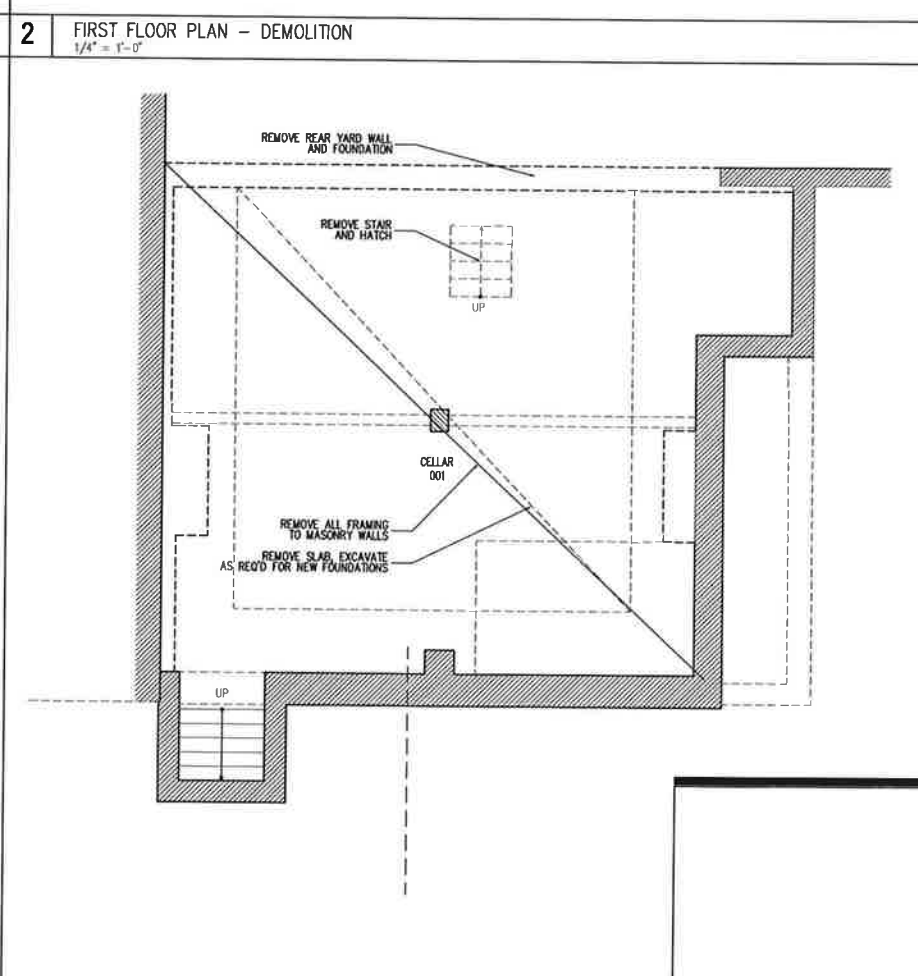 2 FIRST FLOOR PLAN - DEMOLITION
1/4" = 1'-0"
REMOVE REAR YARD WALL
AND FOUNDATION
REMOVE STAIR
AND HATCH
UP
CELLAR
001
REMOVE ALL FRAMING
TO MASONRY WALLS
REMOVE SLAB, EXCAVATE
AS REQ'D FOR NEW FOUNDATIONS
UP